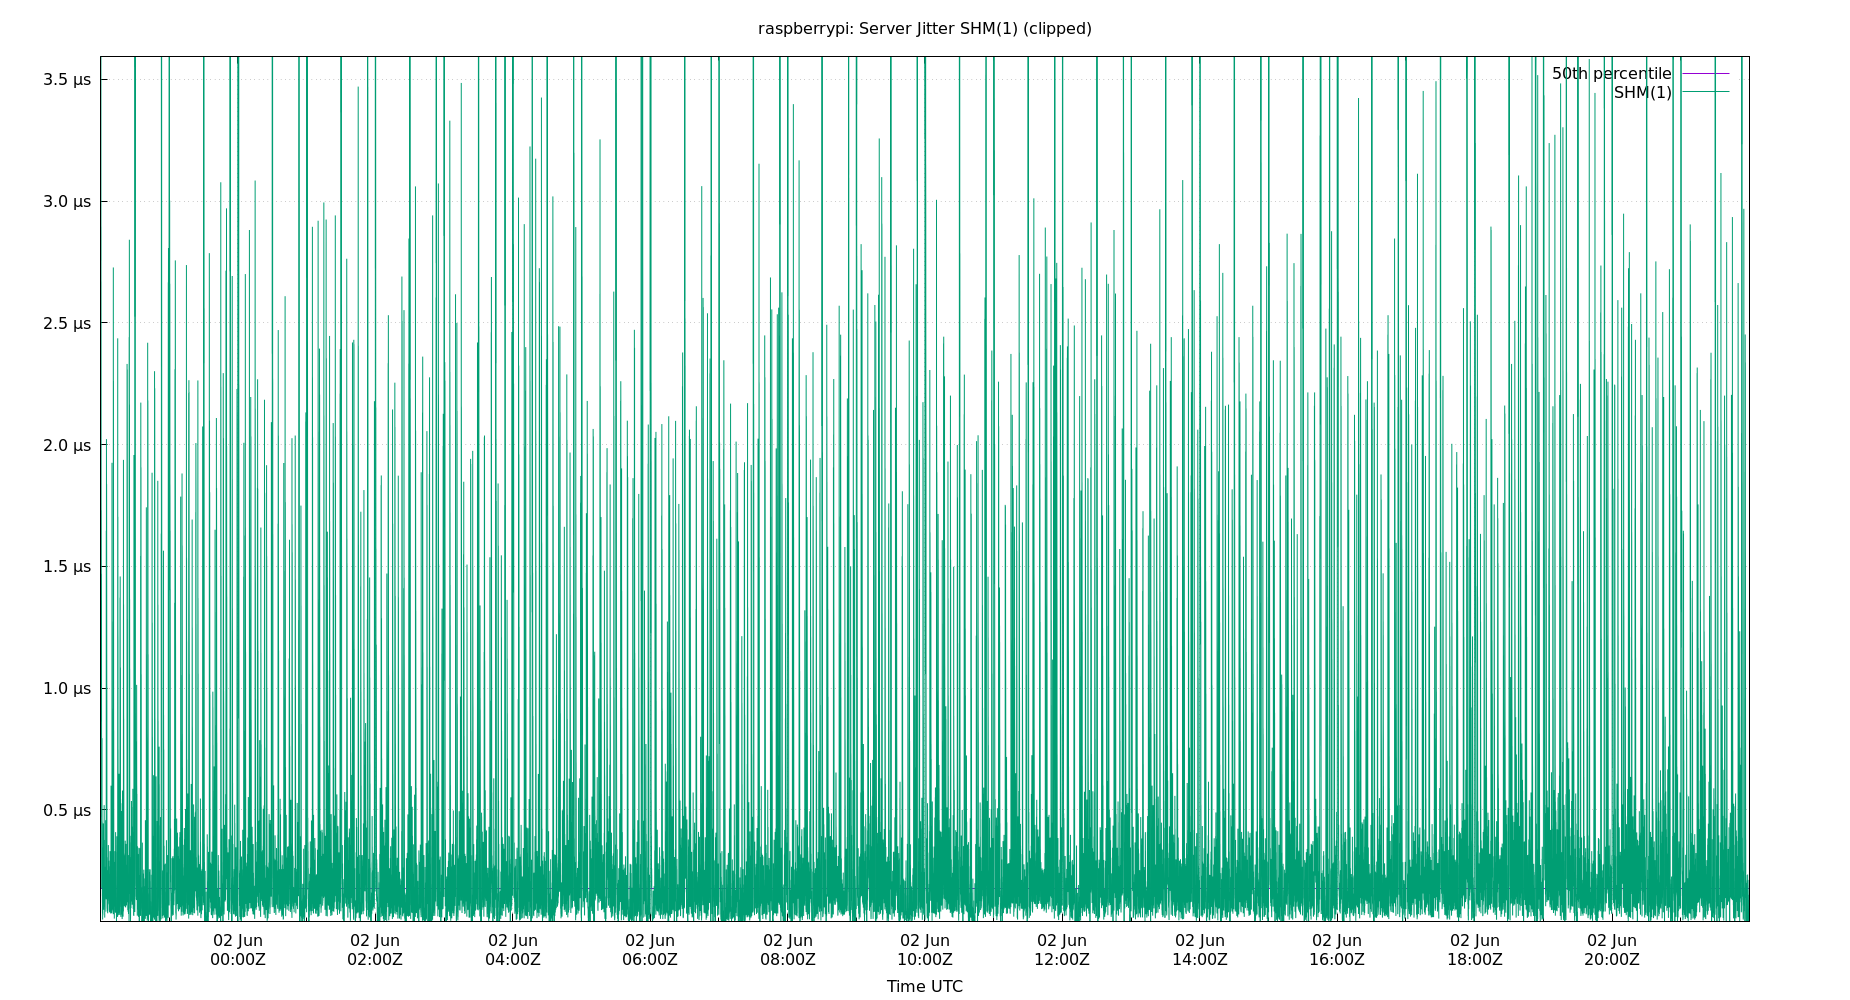 raspberrypi: Server Jitter SHM(1) (clipped)
3.5 μs
3.0 μs
2.5 μs
2.0 μs
1.5 μs
1.0 μs
0.5 μs
50th percentile
SHM(1)
02 Jun 02 Jun 02 Jun 02 Jun 02 Jun 02 Jun 02 Jun 02 Jun 02 Jun 02 Jun 02 Jun
00:00Z 02:00Z 04:00Z 06:00Z 08:00Z 10:00Z 12:00Z 14:00Z 16:00Z 18:00Z 20:00Z
Time UTC